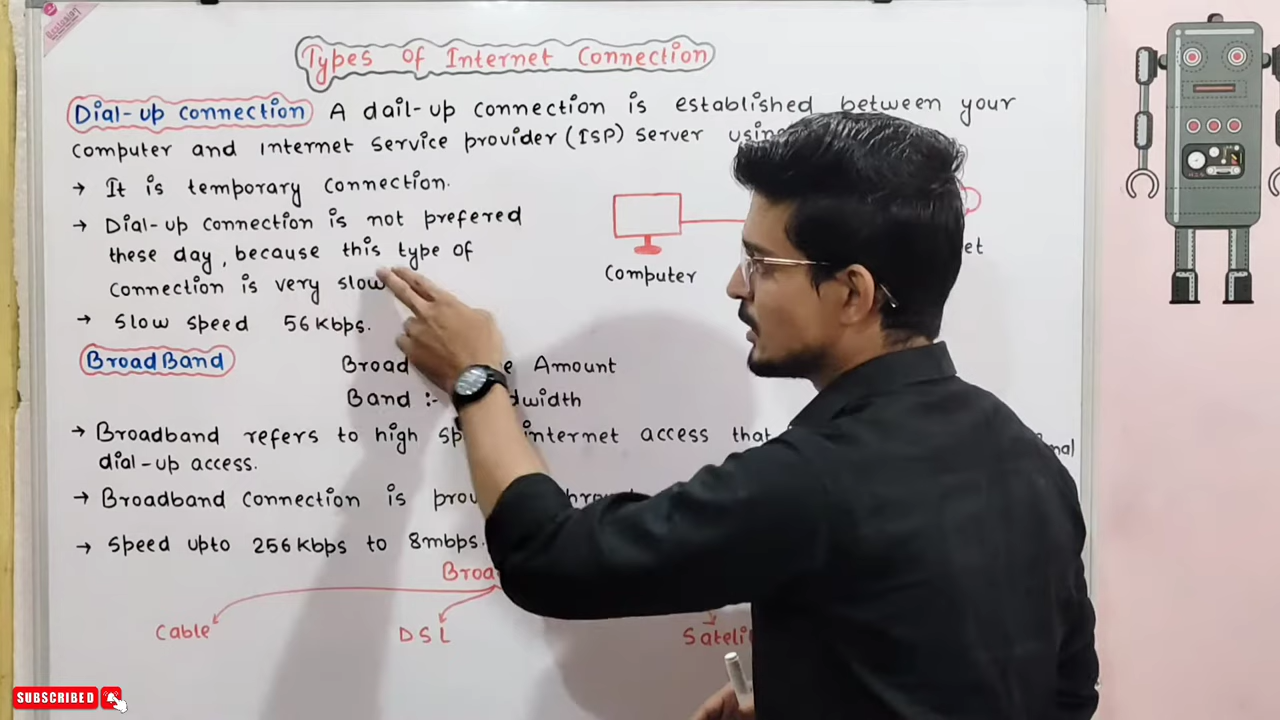 Types of Internet Connection
Dial-up connection A dail-up connection is established between your
computer and internet service provider (ISP) server
→ It is temporary connection.
→ Dial-up connection is not prefered
these day, because this type of
connection is very slow
Computer
→ Slow speed 56 Kbps.
BroadBand
Broad Amount
Band :-
→ Broadband refers to high internet access that
dial-up access.
→ Broadband connection is
→ Speed upto 256 Kbps to 8mbps.
Cable DSL
SUBSCRIBED